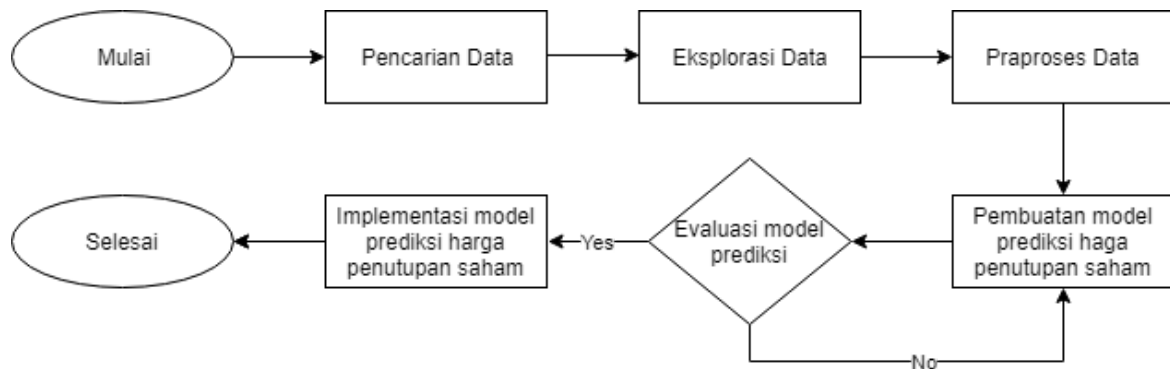 Mulai
Pencarian Data
Eksplorasi Data
Praproses Data
Pembuatan model
prediksi haga
penutupan saham
Evaluasi model
prediksi
Yes
No
Implementasi model
prediksi harga
penutupan saham
Selesai